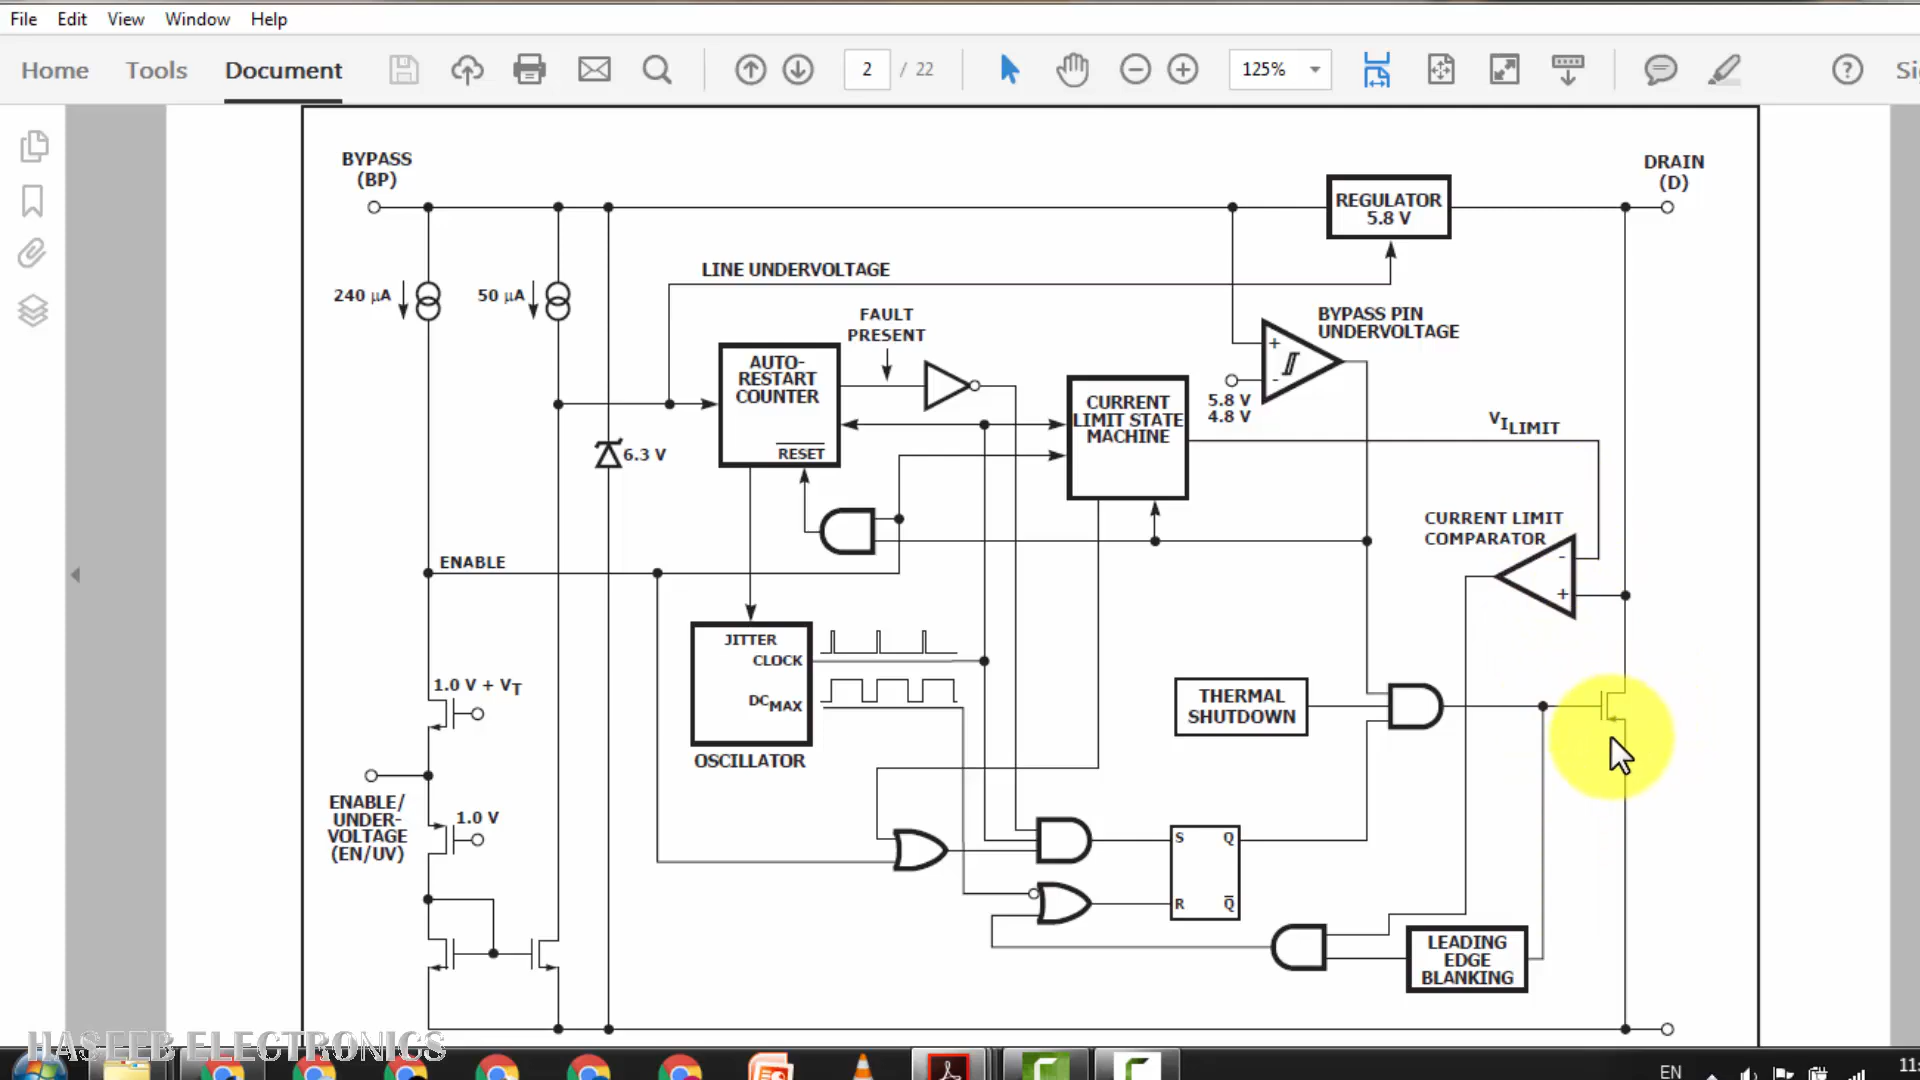 File Edit View Window Help
Home Tools Document 2 / 22 125%
BYPASS
(BP)
DRAIN
(D)
REGULATOR
5.8 V
LINE UNDERVOLTAGE
240 µA
50 µA
FAULT
PRESENT
BYPASS PIN
UNDERVOLTAGE
+
-
5.8 V
4.8 V
AUTO-
RESTART
COUNTER
RESET
CURRENT
LIMIT STATE
MACHINE
VI LIMIT
6.3 V
CURRENT LIMIT
COMPARATOR
-
+
ENABLE
JITTER
CLOCK
DCMAX
OSCILLATOR
1.0 V + VT
THERMAL
SHUTDOWN
ENABLE/
UNDER-
VOLTAGE
(EN/UV)
1.0 V
S Q
R Q̅
LEADING
EDGE
BLANKING
HASEEB ELECTRONICS
EN